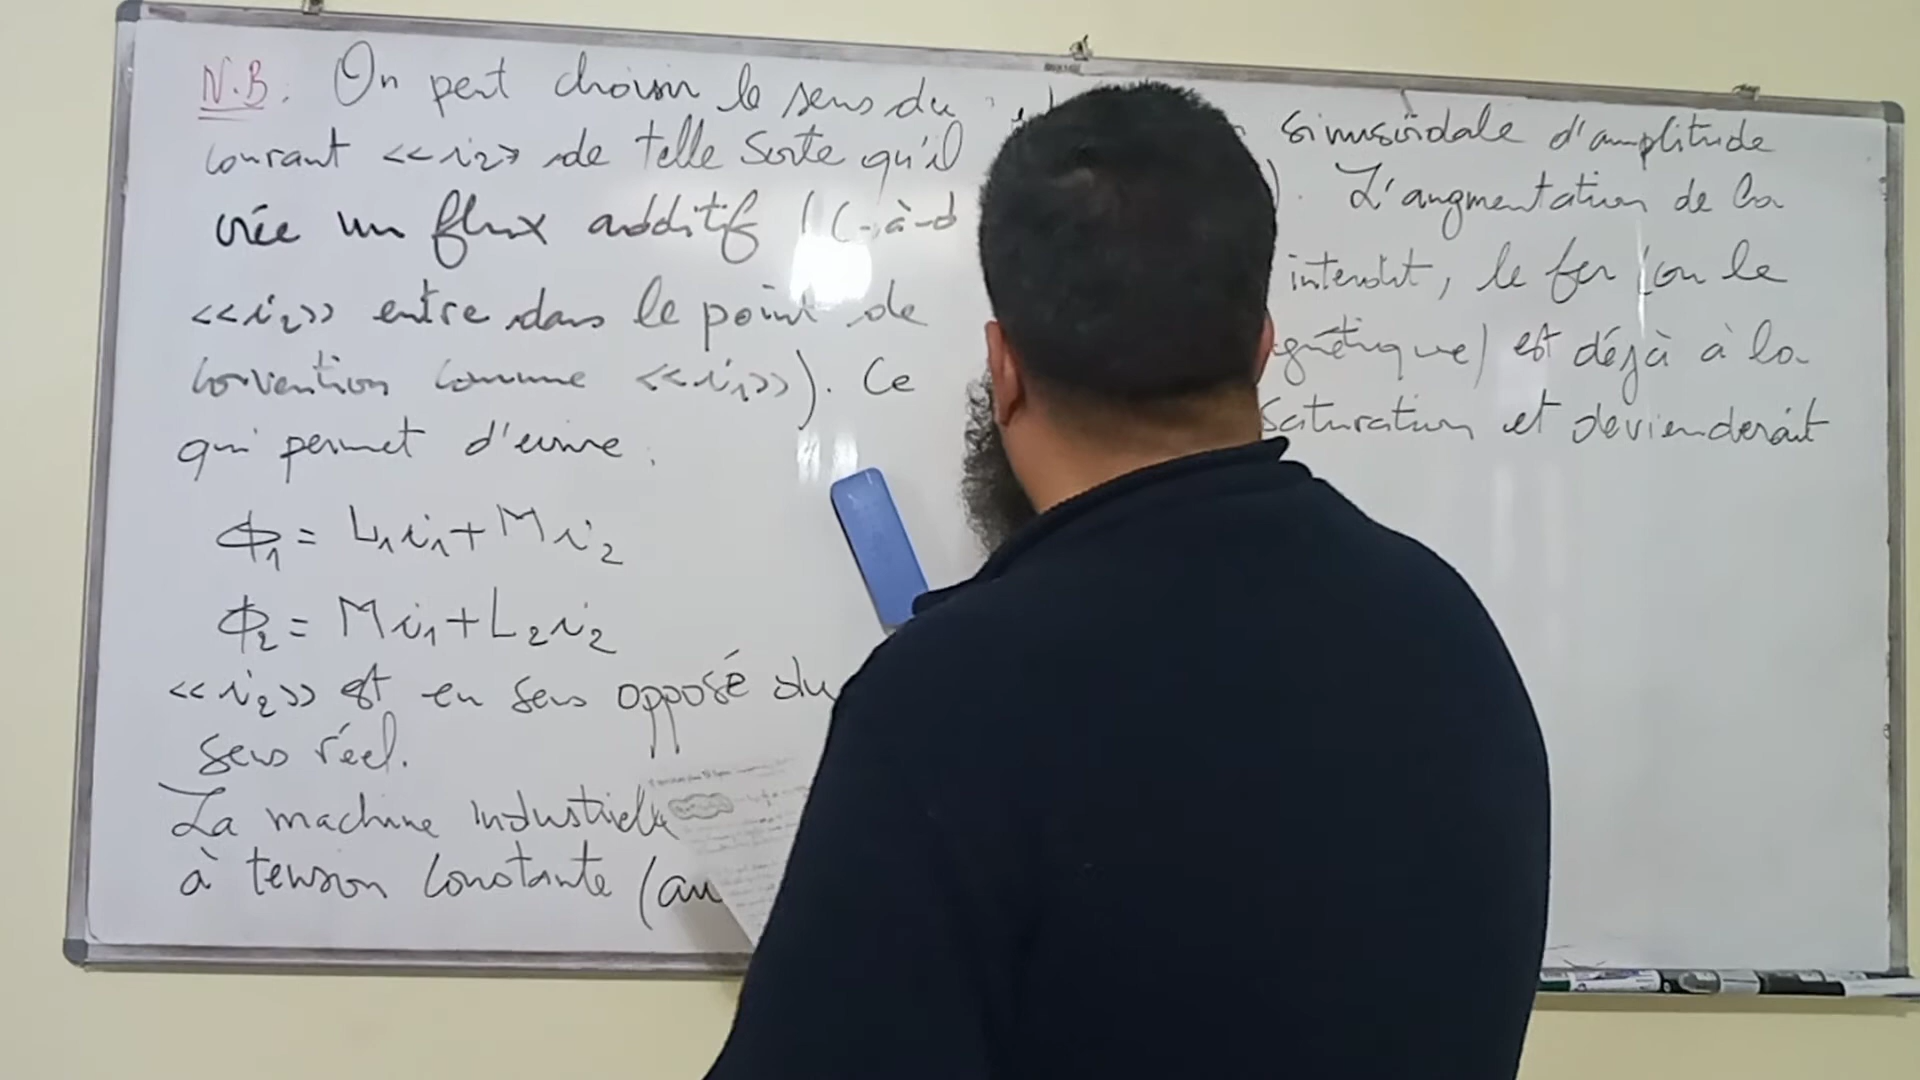 N.B. On peut choisir le sens du
courant <<i2> de telle sorte qu'il
crée un flux additif (c-à-d
<<i2>> entre dans le point de
convention comme <<i1>>). Ce
qui permet d'ecrire :
Φ1 = L1i1+Mi2
Φ2 = Mi1+L2i2
<<i2>> est en sens opposé du
sens réel.
La machine industrielle
à tension constante (au
sinusoïdale d'amplitude
). L'augmentation de la
interdit, le fer (ou le
gnétique) est déjà à la
saturation et deviendrait